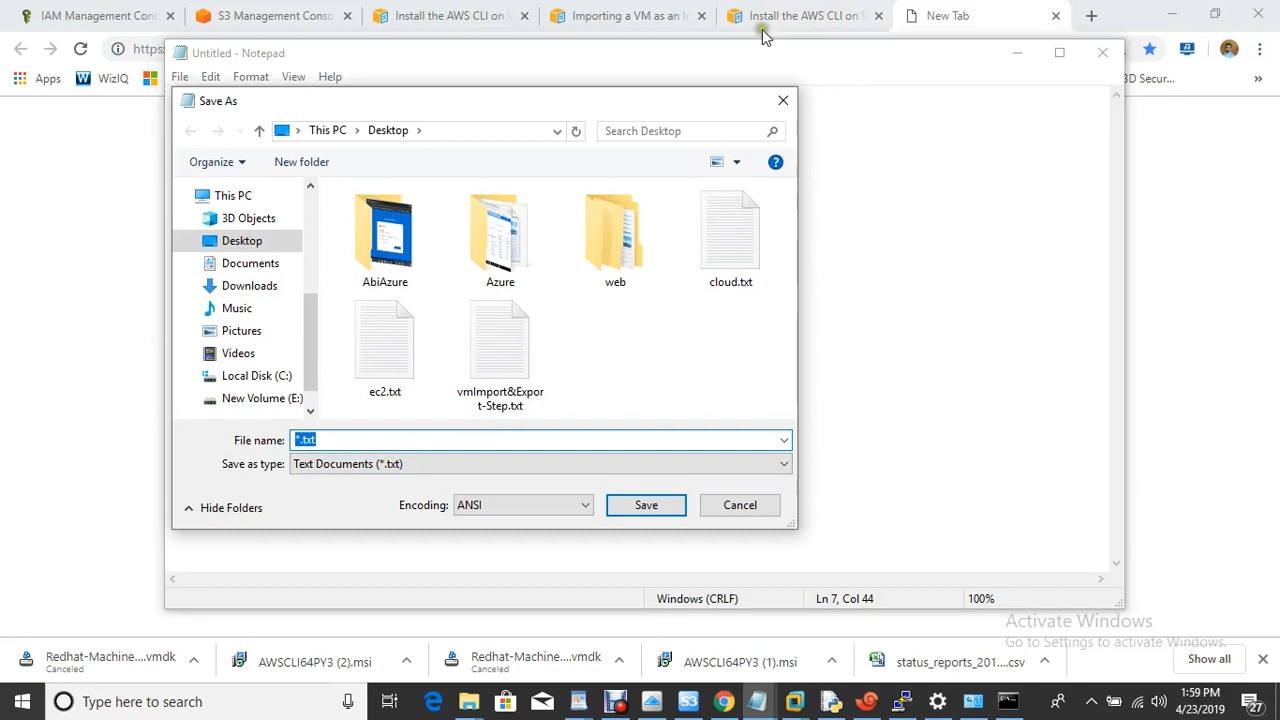 IAM Management Cons
S3 Management Conso
Install the AWS CLI on V
Importing a VM as an I
Install the AWS CLI on V
New Tab
https:
Apps
WizIQ
3D Secur...
»
Untitled - Notepad
File
Edit
Format
View
Help
Save As
This PC
Desktop
Search Desktop
Organize
New folder
This PC
3D Objects
Desktop
Documents
Downloads
Music
Pictures
Videos
Local Disk (C:)
New Volume (E:)
AbiAzure
Azure
web
cloud.txt
ec2.txt
vmImport&Expor
t-Step.txt
File name:
*.txt
Save as type:
Text Documents (*.txt)
Hide Folders
Encoding:
ANSI
Save
Cancel
Windows (CRLF)
Ln 7, Col 44
100%
Activate Windows
Go to Settings to activate Windows.
Redhat-Machine....vmdk
Canceled
AWSCLI64PY3 (2).msi
Redhat-Machine....vmdk
Canceled
AWSCLI64PY3 (1).msi
status_reports_201....csv
Show all
Type here to search
S3
1:59 PM
4/23/2019
27